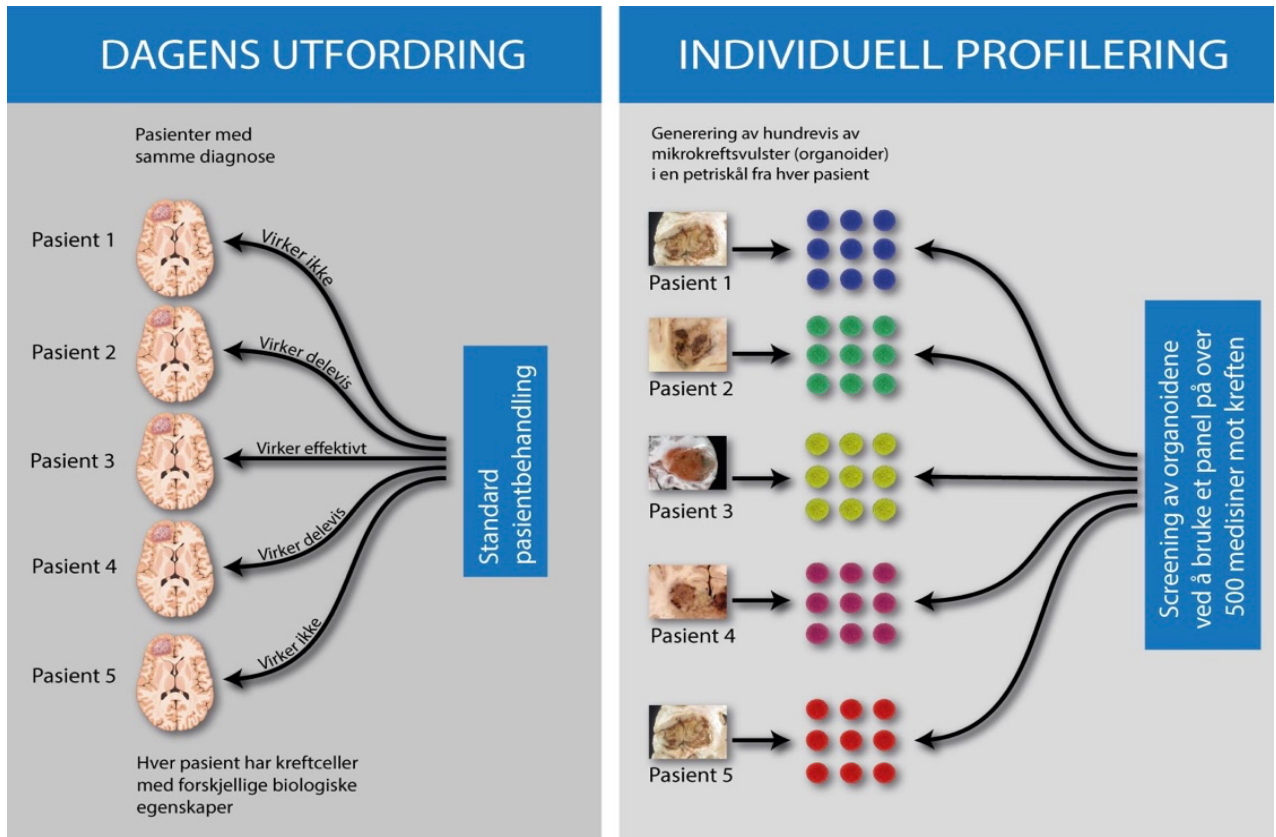 DAGENS UTFORDRING
Pasienter med
samme diagnose
Pasient 1
Virker ikke
Pasient 2
Virker delevis
Pasient 3
Virker effektivt
Pasient 4
Virker delevis
Pasient 5
Virker ikke
Standard
pasientbehandling
Hver pasient har kreftceller
med forskjellige biologiske
egenskaper
INDIVIDUELL PROFILERING
Generering av hundrevis av
mikrokreftsvulster (organoider)
i en petriskål fra hver pasient
Pasient 1
Pasient 2
Pasient 3
Pasient 4
Pasient 5
Screening av organoidene
ved å bruke et panel på over
500 medisiner mot kreften